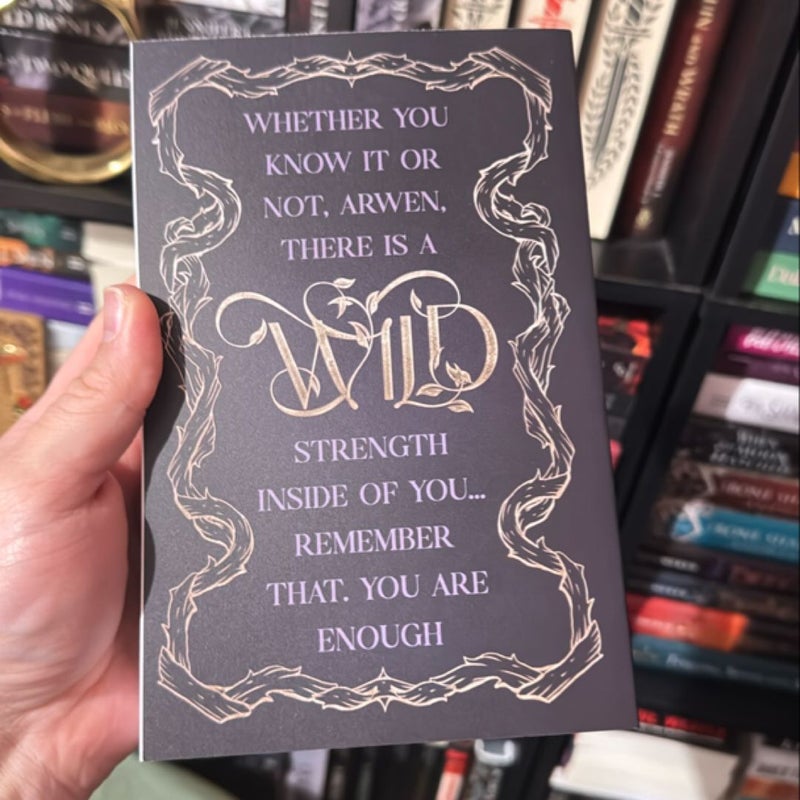 WHETHER YOU
KNOW IT OR
NOT, ARWEN,
THERE IS A
WILD
STRENGTH
INSIDE OF YOU...
REMEMBER
THAT. YOU ARE
ENOUGH